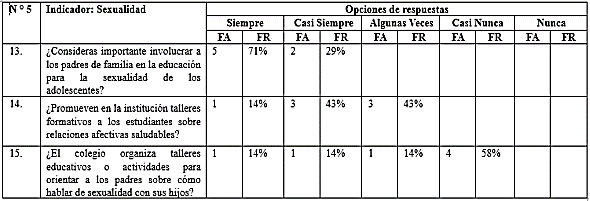 N º 5 Indicador: Sexualidad Opciones de respuestas
Siempre Casi Siempre Algunas Veces Casi Nunca Nunca
FA FR FA FR FA FR FA FR FA FR
13. ¿Consideras importante involucrar a 5 71% 2 29%
los padres de familia en la educación
para la sexualidad de los
adolescentes?
14. ¿Promueven en la institución talleres 1 14% 3 43% 3 43%
formativos a los estudiantes sobre
relaciones afectivas saludables?
15. ¿El colegio organiza talleres 1 14% 1 14% 1 14% 4 58%
educativos o actividades para
orientar a los padres sobre cómo
hablar de sexualidad con sus hijos?